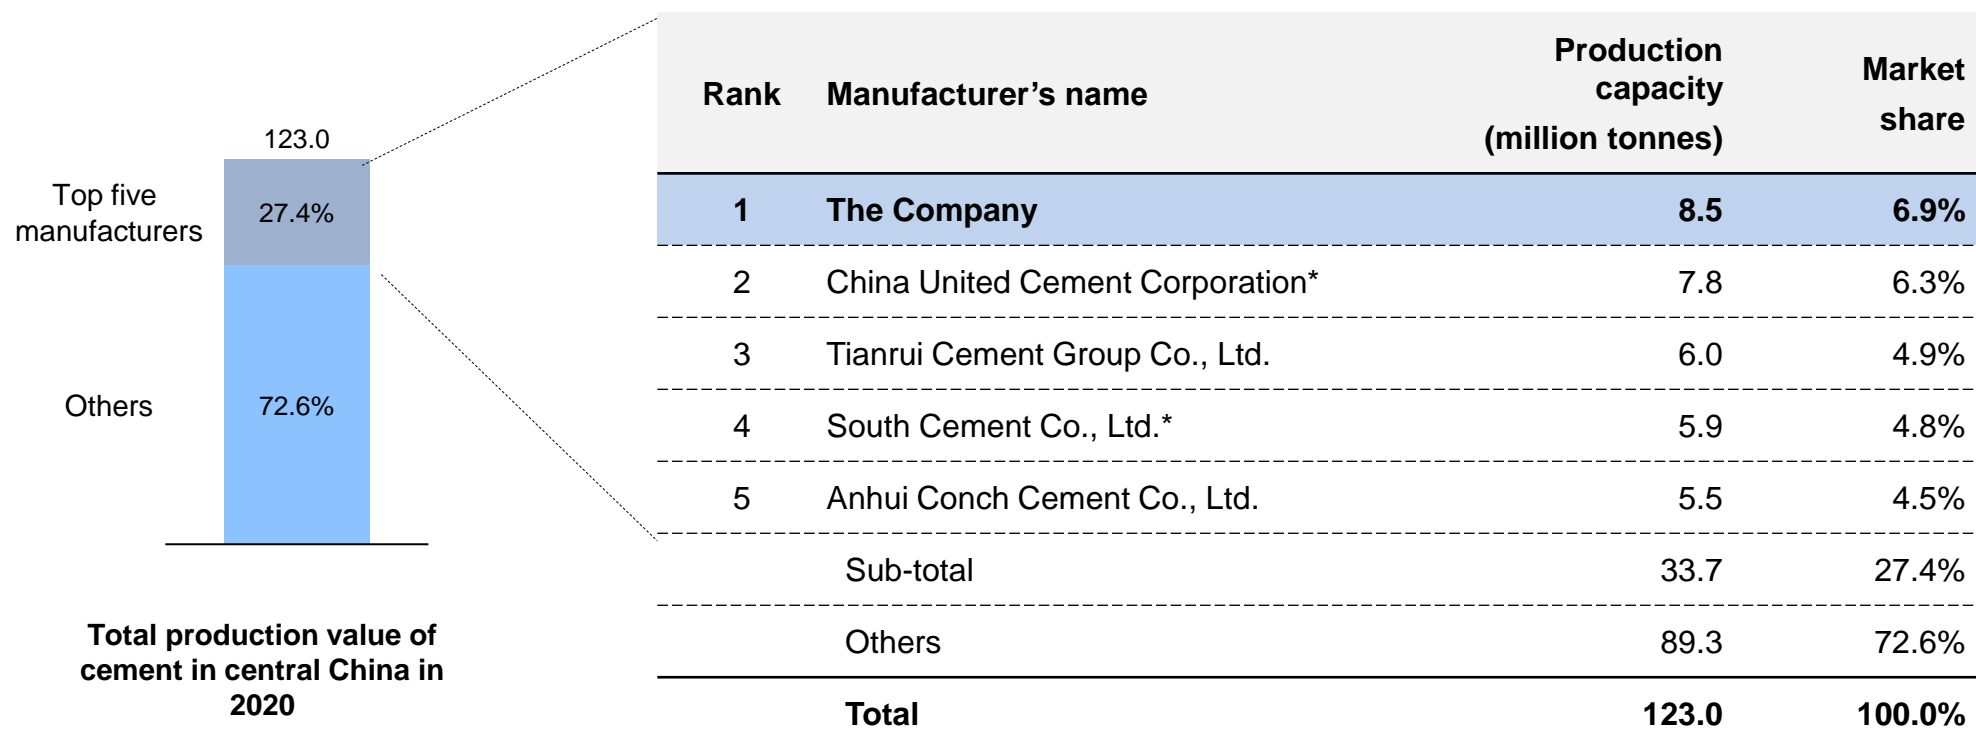 123.0
Top five
manufacturers
27.4%
Others
72.6%
Total production value of
cement in central China in
2020
Rank Manufacturer’s name Production capacity (million tonnes) Market share
1 The Company 8.5 6.9%
2 China United Cement Corporation* 7.8 6.3%
3 Tianrui Cement Group Co., Ltd. 6.0 4.9%
4 South Cement Co., Ltd.* 5.9 4.8%
5 Anhui Conch Cement Co., Ltd. 5.5 4.5%
Sub-total 33.7 27.4%
Others 89.3 72.6%
Total 123.0 100.0%